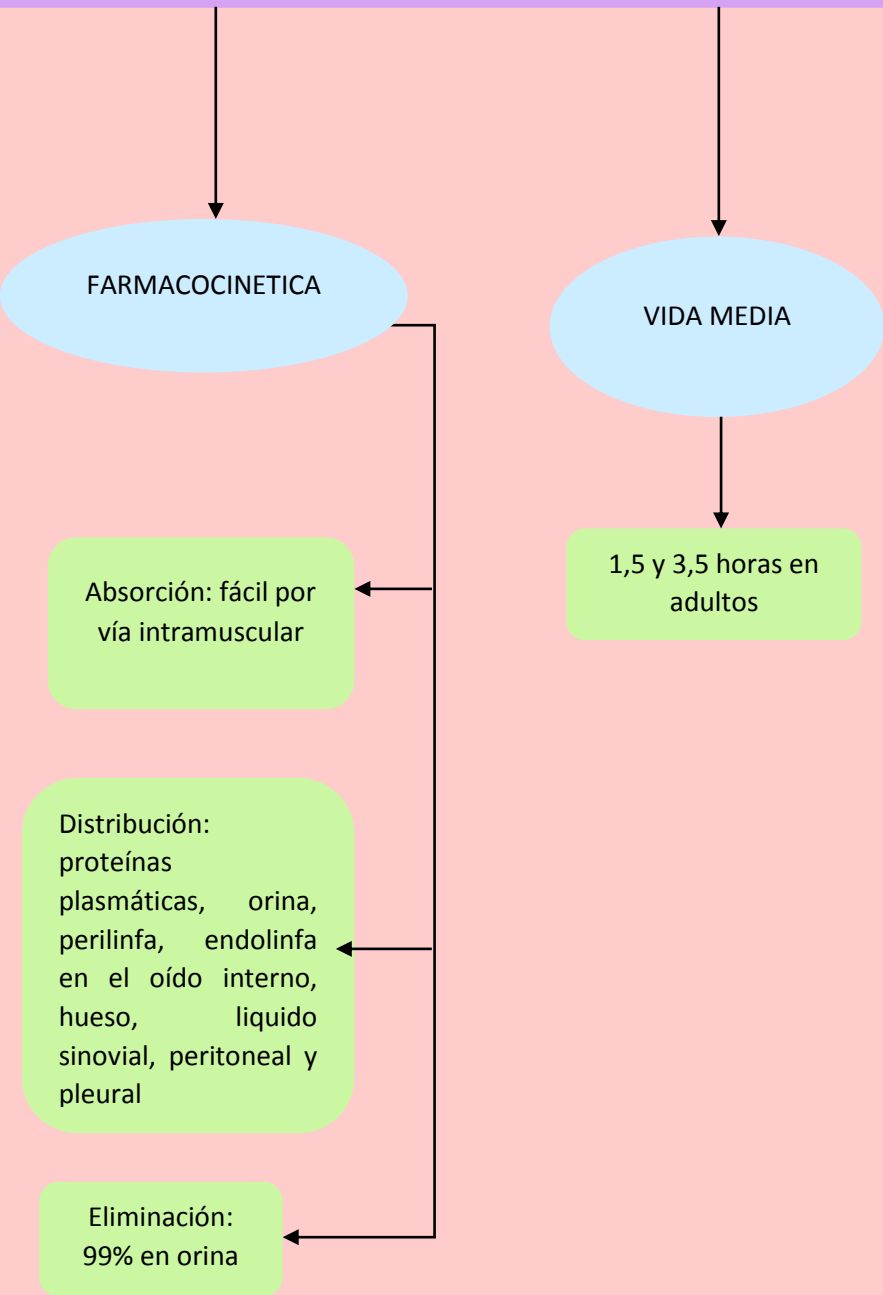 FARMACOCINETICA
VIDA MEDIA
Absorción: fácil por
vía intramuscular
1,5 y 3,5 horas en
adultos
Distribución:
proteínas
plasmáticas, orina,
perilinfa, endolinfa
en el oído interno,
hueso, liquido
sinovial, peritoneal y
pleural
Eliminación:
99% en orina